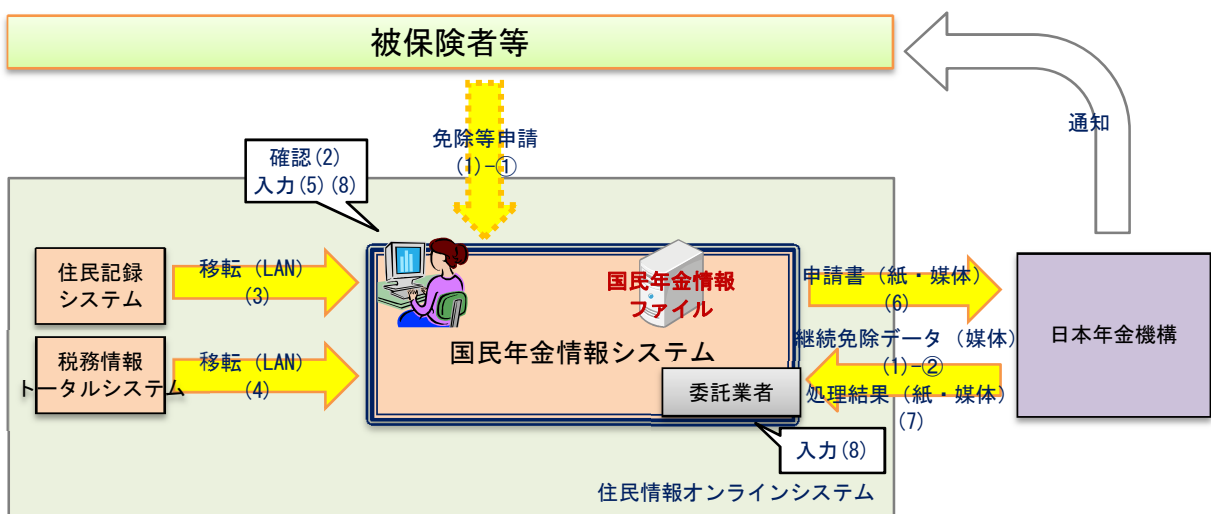 被保険者等
通知
免除等申請
(1)-①
確認(2)
入力(5)(8)
住民記録
システム
移転（LAN）
(3)
国民年金情報
ファイル
申請書（紙・媒体）
(6)
日本年金機構
税務情報
トータルシステム
移転（LAN）
(4)
国民年金情報システム
継続免除データ（媒体）
(1)-②
委託業者
処理結果（紙・媒体）
(7)
入力(8)
住民情報オンラインシステム